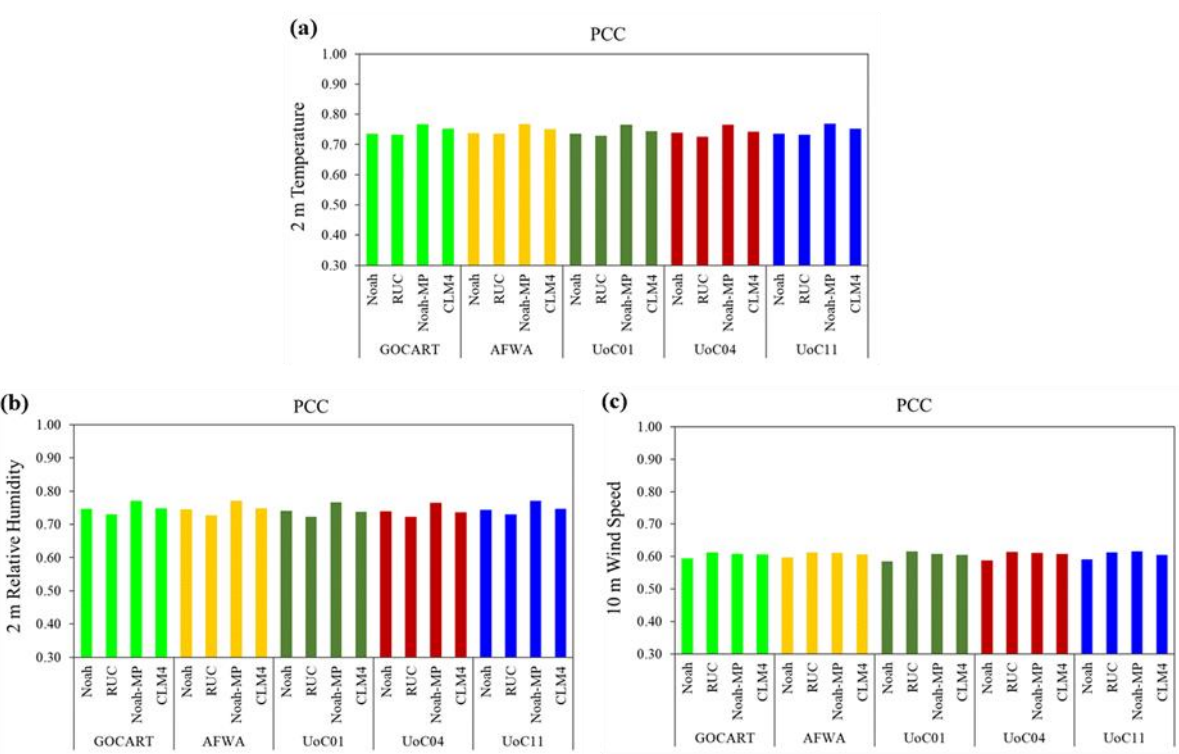 (a)
PCC
2 m Temperature
1.00
0.90
0.80
0.70
0.60
0.50
0.40
0.30
Noah
RUC
Noah-MP
CLM4
Noah
RUC
Noah-MP
CLM4
Noah
RUC
Noah-MP
CLM4
Noah
RUC
Noah-MP
CLM4
Noah
RUC
Noah-MP
CLM4
GOCART AFWA UoC01 UoC04 UoC11
(b)
PCC
2 m Relative Humidity
1.00
0.90
0.80
0.70
0.60
0.50
0.40
0.30
Noah
RUC
Noah-MP
CLM4
Noah
RUC
Noah-MP
CLM4
Noah
RUC
Noah-MP
CLM4
Noah
RUC
Noah-MP
CLM4
Noah
RUC
Noah-MP
CLM4
GOCART AFWA UoC01 UoC04 UoC11
(c)
PCC
10 m Wind Speed
1.00
0.90
0.80
0.70
0.60
0.50
0.40
0.30
Noah
RUC
Noah-MP
CLM4
Noah
RUC
Noah-MP
CLM4
Noah
RUC
Noah-MP
CLM4
Noah
RUC
Noah-MP
CLM4
Noah
RUC
Noah-MP
CLM4
GOCART AFWA UoC01 UoC04 UoC11